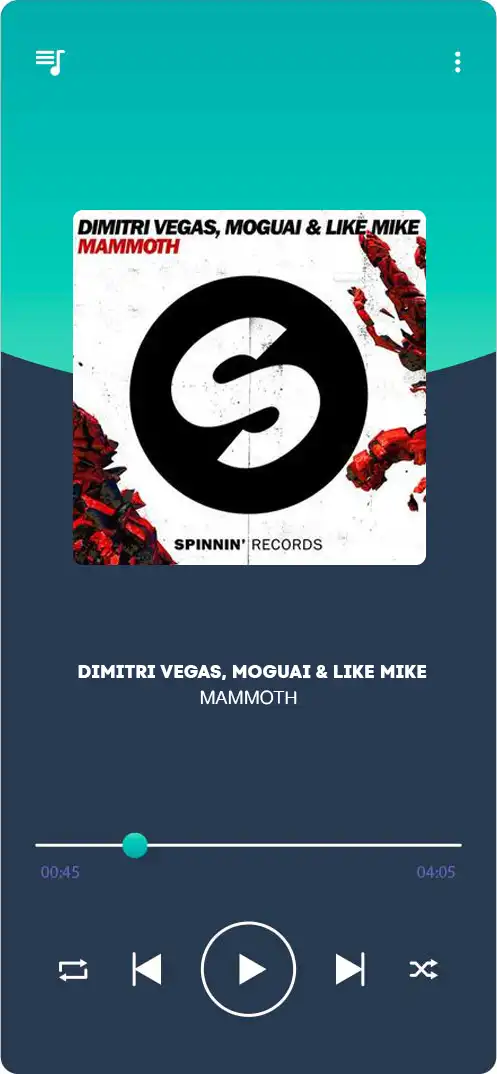 DIMITRI VEGAS, MOGUAI & LIKE MIKE
MAMMOTH
SPINNIN' RECORDS
DIMITRI VEGAS, MOGUAI & LIKE MIKE
MAMMOTH
00:45 04:05